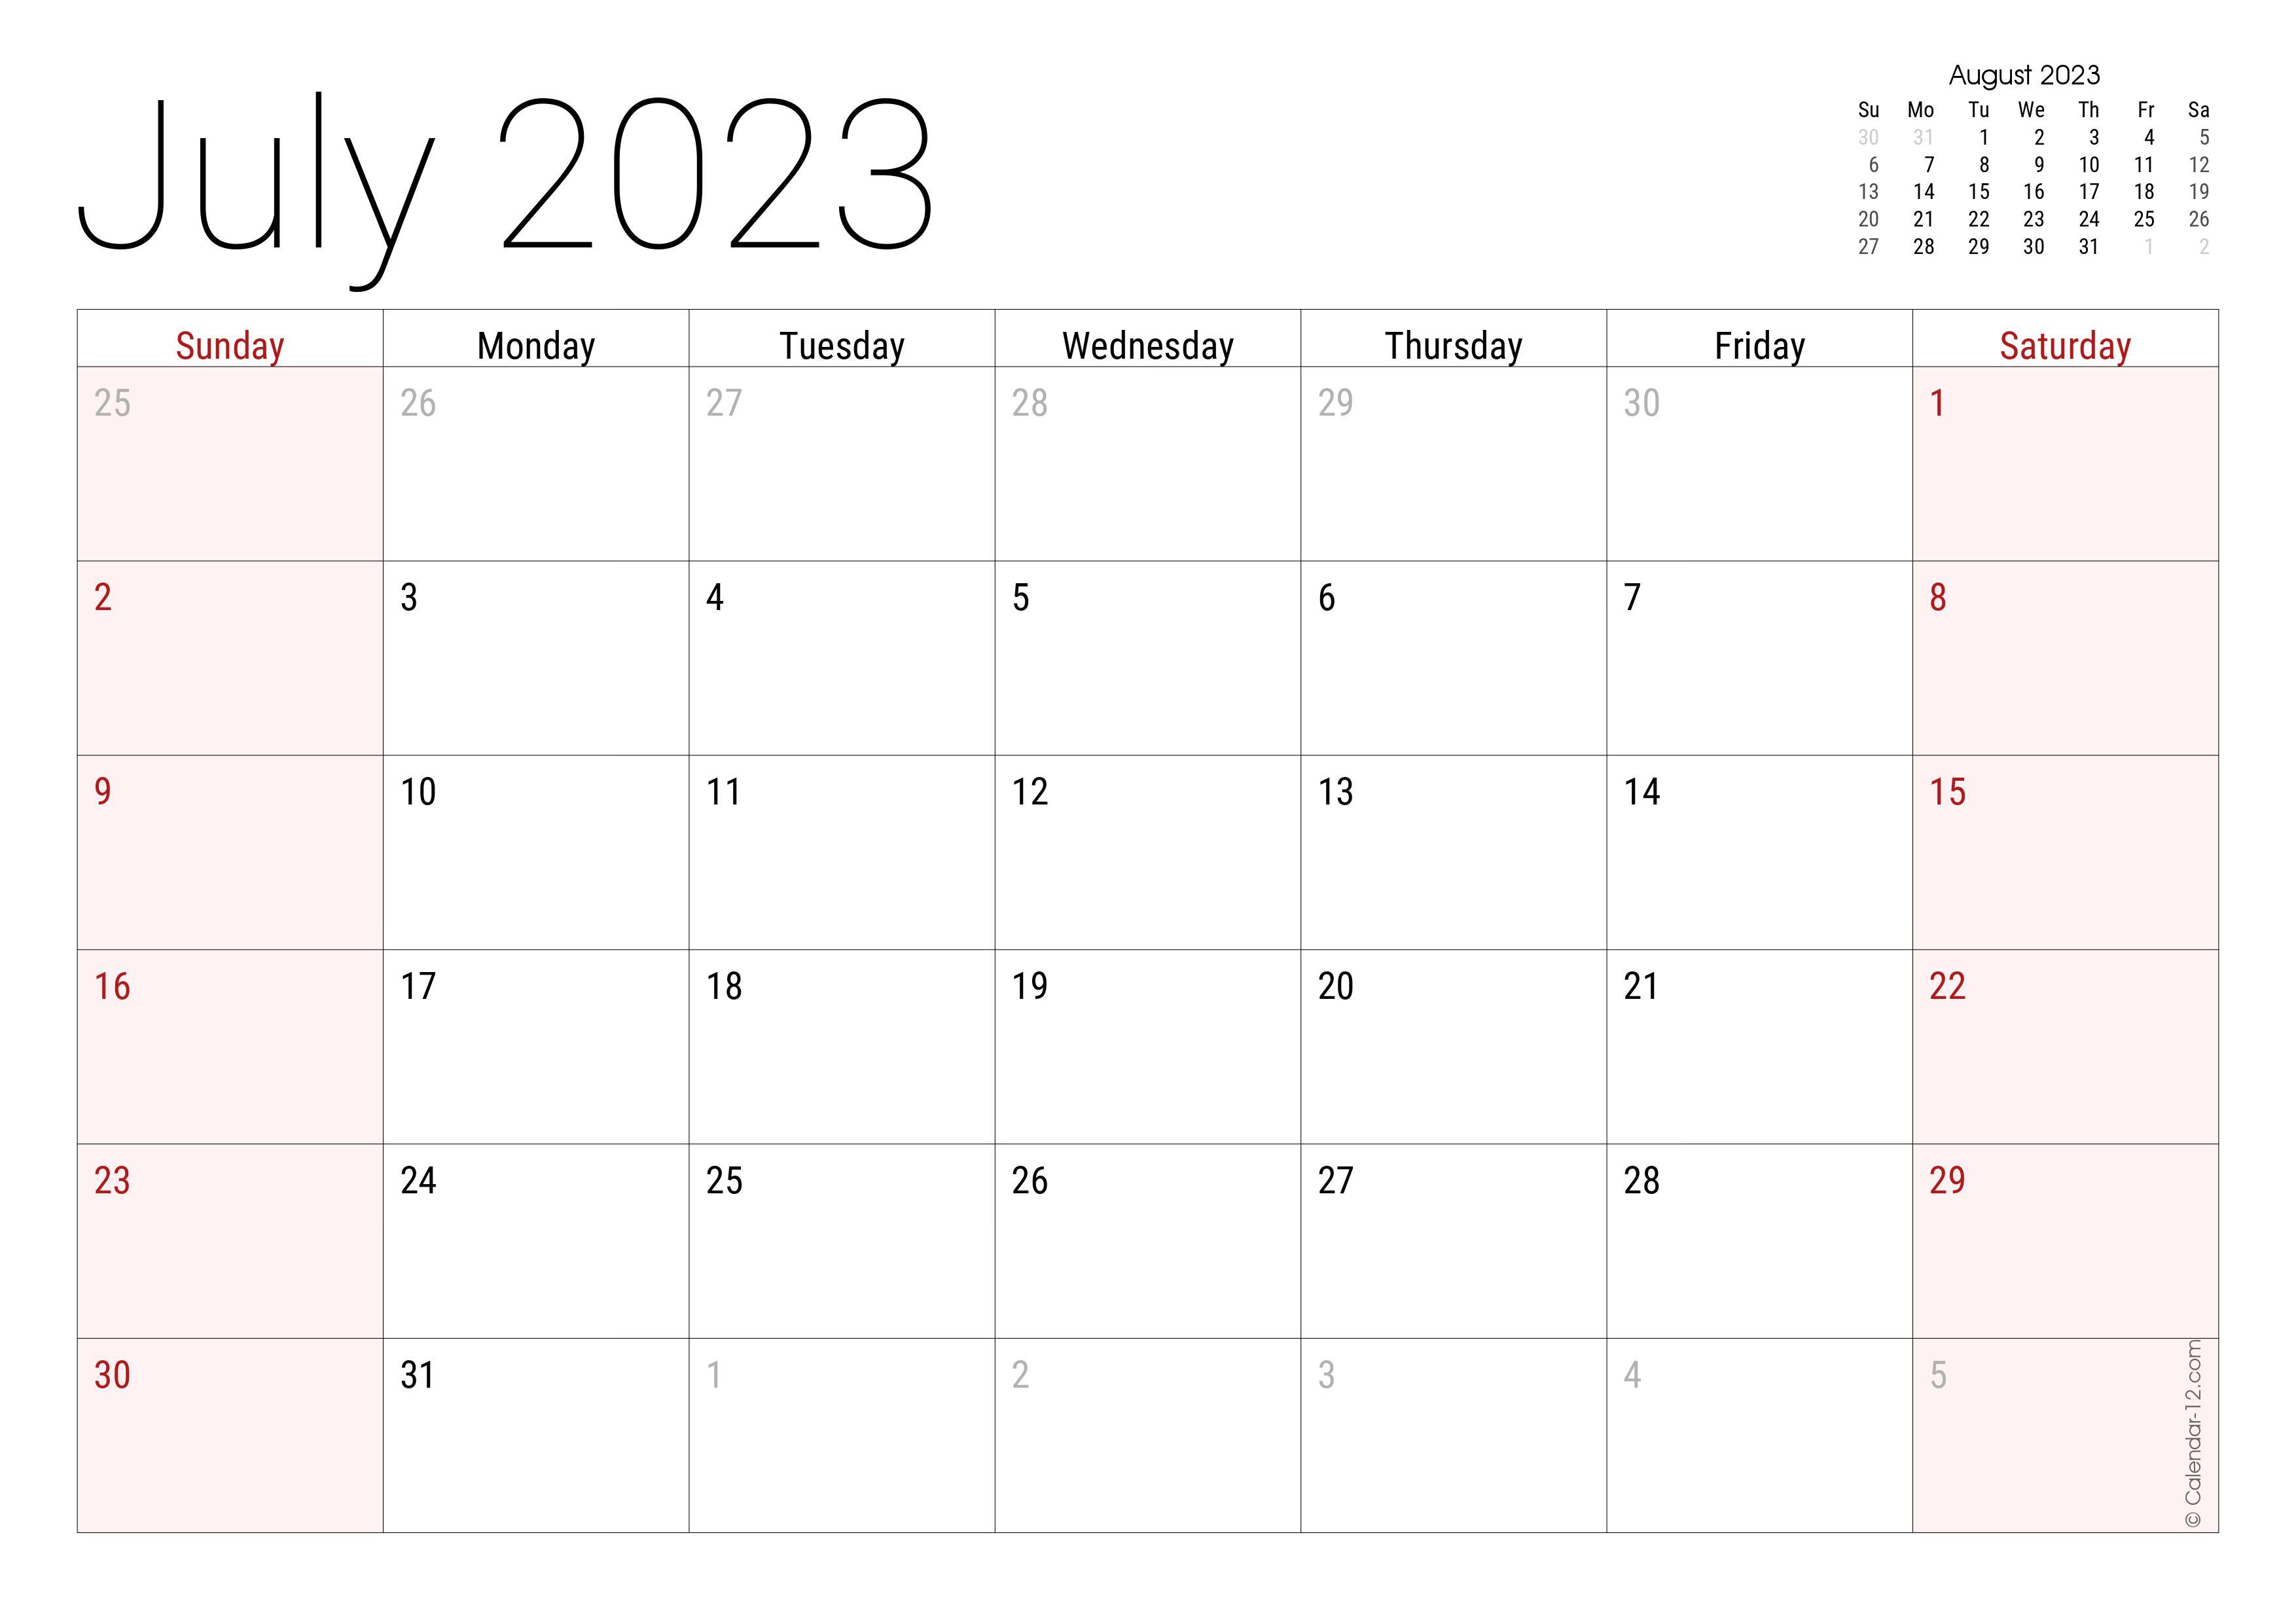 July 2023
August 2023
Su Mo Tu We Th Fr Sa
30 31 1 2 3 4 5
6 7 8 9 10 11 12
13 14 15 16 17 18 19
20 21 22 23 24 25 26
27 28 29 30 31 1 2
Sunday Monday Tuesday Wednesday Thursday Friday Saturday
25 26 27 28 29 30 1
2 3 4 5 6 7 8
9 10 11 12 13 14 15
16 17 18 19 20 21 22
23 24 25 26 27 28 29
30 31 1 2 3 4 5
© Calendar-12.com